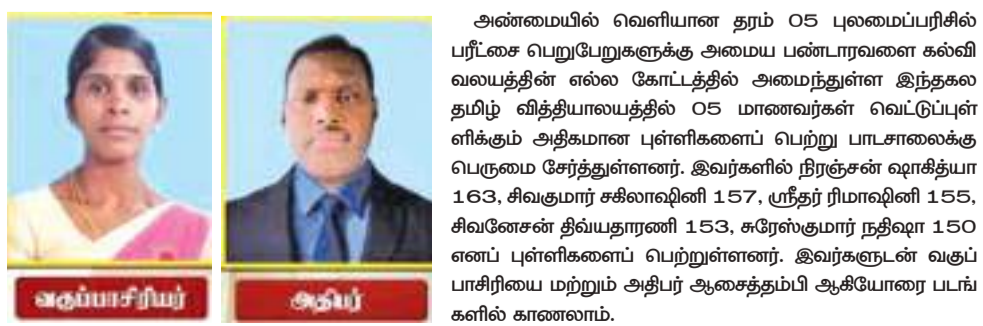 அண்மையில் வெளியான தரம் 05 புலமைப்பரிசில்
பரீட்சை பெறுபேறுகளுக்கு அமைய பண்டாரவளை கல்வி
வலயத்தின் எல்ல கோட்டத்தில் அமைந்துள்ள இந்தகல
தமிழ் வித்தியாலயத்தில் 05 மாணவர்கள் வெட்டுப்புள்
ளிக்கும் அதிகமான புள்ளிகளைப் பெற்று பாடசாலைக்கு
பெருமை சேர்த்துள்ளனர். இவர்களில் நிரஞ்சன் ஷாகித்யா
163, சிவகுமார் சகிலாஷினி 157, ஸ்ரீதர் ரிமாஷினி 155,
சிவனேசன் திவ்யதாரணி 153, சுரேஸ்குமார் நதிஷா 150
எனப் புள்ளிகளைப் பெற்றுள்ளனர். இவர்களுடன் வகுப்
பாசிரியை மற்றும் அதிபர் ஆசைத்தம்பி ஆகியோரை படங்
களில் காணலாம்.
வகுப்பாசிரியர்
அதிபர்